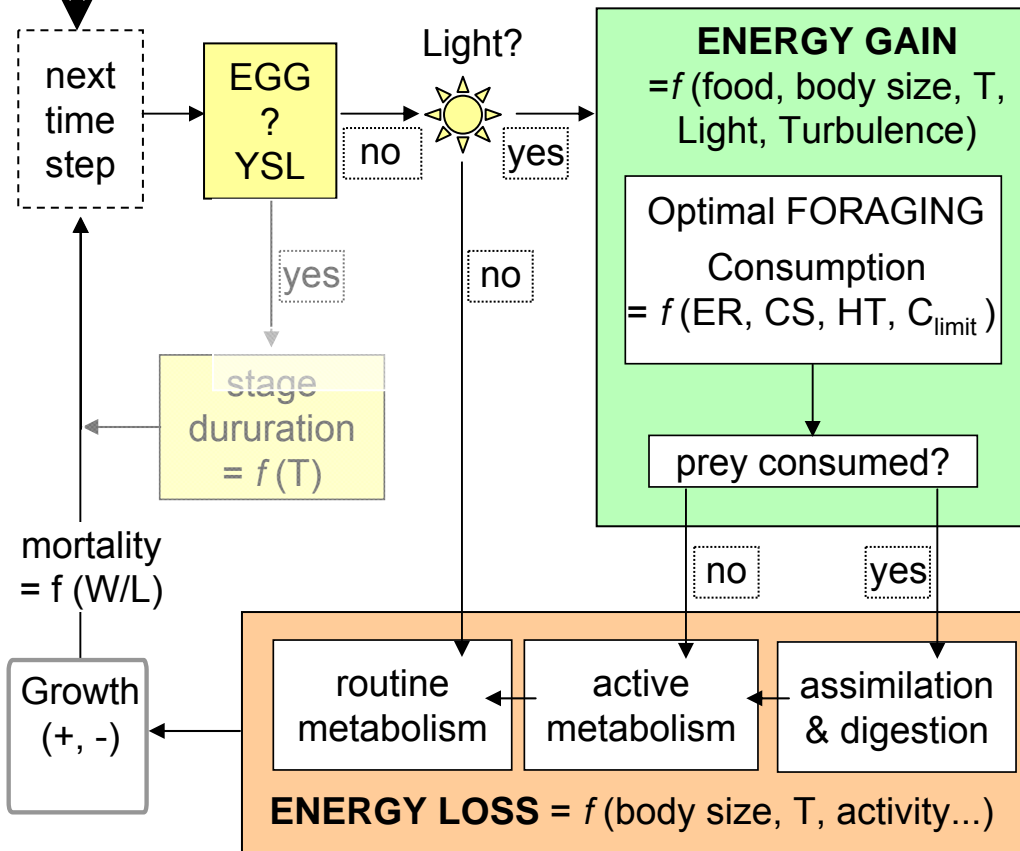 next
time
step
EGG
?
YSL
no
Light?
yes
ENERGY GAIN
=f (food, body size, T,
Light, Turbulence)
Optimal FORAGING
Consumption
= f (ER, CS, HT, Climit )
prey consumed?
yes
no
stage
dururation
= f (T)
no
yes
mortality
= f (W/L)
Growth
(+, -)
routine
metabolism
active
metabolism
assimilation
& digestion
ENERGY LOSS = f (body size, T, activity...)